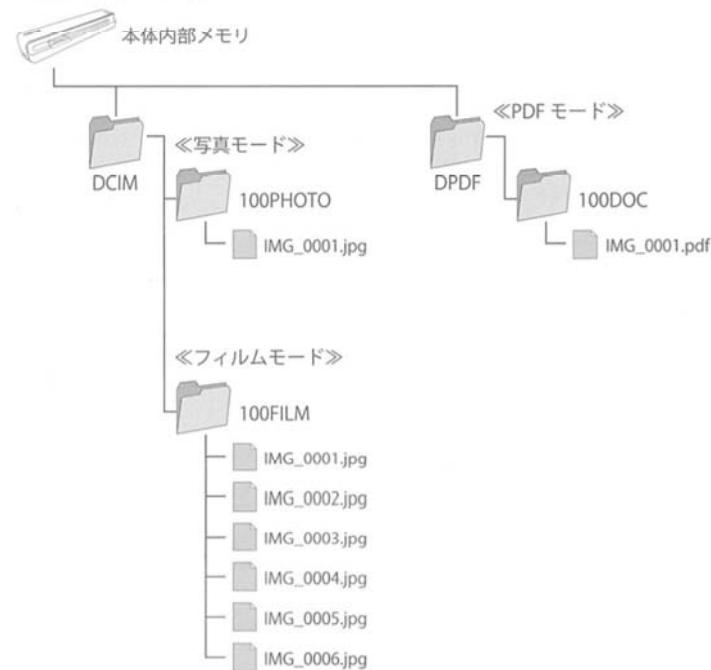 本体内部メモリ
≪PDF モード≫
≪写真モード≫
DCIM
DPDF
100PHOTO
100DOC
IMG_0001.jpg
IMG_0001.pdf
≪フィルムモード≫
100FILM
IMG_0001.jpg
IMG_0002.jpg
IMG_0003.jpg
IMG_0004.jpg
IMG_0005.jpg
IMG_0006.jpg